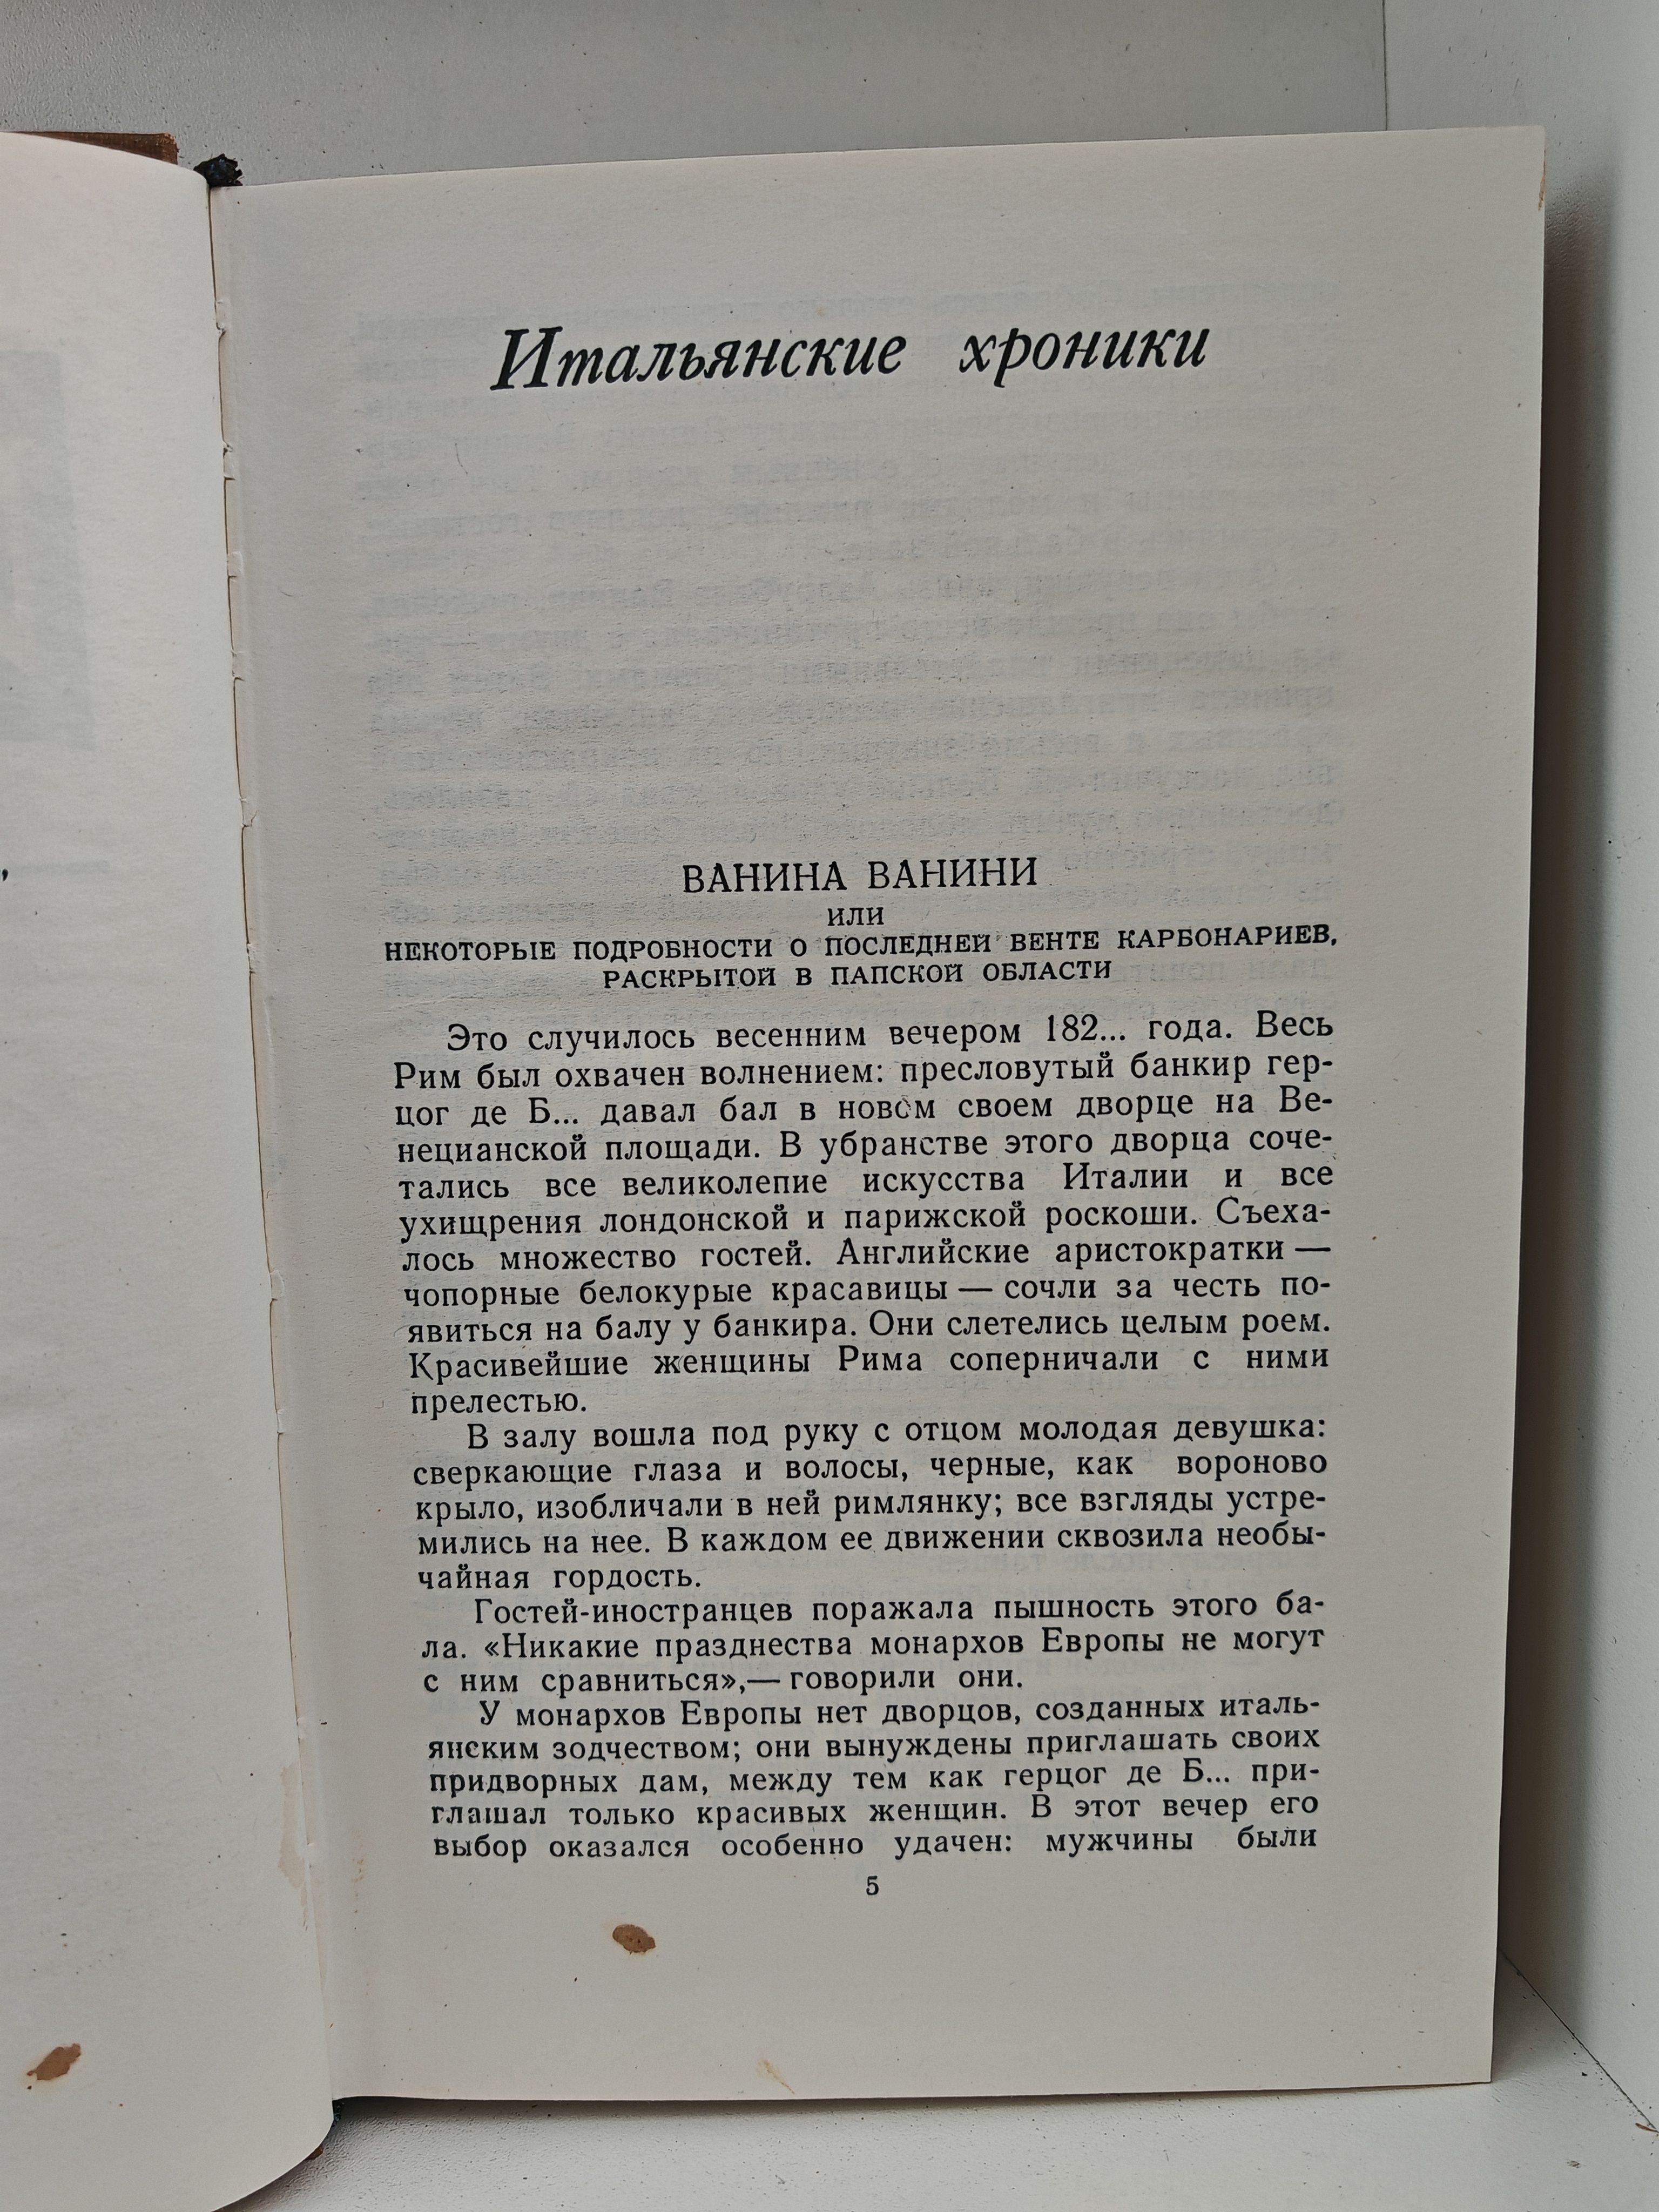 Итальянские хроники
ВАНИНА ВАНИНИ
ИЛИ
НЕКОТОРЫЕ ПОДРОБНОСТИ О ПОСЛЕДНЕЙ ВЕНТЕ КАРБОНАРИЕВ,
РАСКРЫТОЙ В ПАПСКОЙ ОБЛАСТИ
Это случилось весенним вечером 182... года. Весь
Рим был охвачен волнением: пресловутый банкир гер-
цог де Б... давал бал в новом своем дворце на Ве-
нецианской площади. В убранстве этого дворца соче-
тались все великолепие искусства Италии и все
ухищрения лондонской и парижской роскоши. Съеха-
лось множество гостей. Английские аристократки —
чопорные белокурые красавицы — сочли за честь по-
явиться на балу у банкира. Они слетелись целым роем.
Красивейшие женщины Рима соперничали с ними
прелестью.
В залу вошла под руку с отцом молодая девушка:
сверкающие глаза и волосы, черные, как вороново
крыло, изобличали в ней римлянку; все взгляды устре-
мились на нее. В каждом ее движении сквозила необы-
чайная гордость.
Гостей-иностранцев поражала пышность этого ба-
ла. «Никакие празднества монархов Европы не могут
с ним сравниться»,— говорили они.
У монархов Европы нет дворцов, созданных италь-
янским зодчеством; они вынуждены приглашать своих
придворных дам, между тем как герцог де Б... при-
глашал только красивых женщин. В этот вечер его
выбор оказался особенно удачен: мужчины были
5